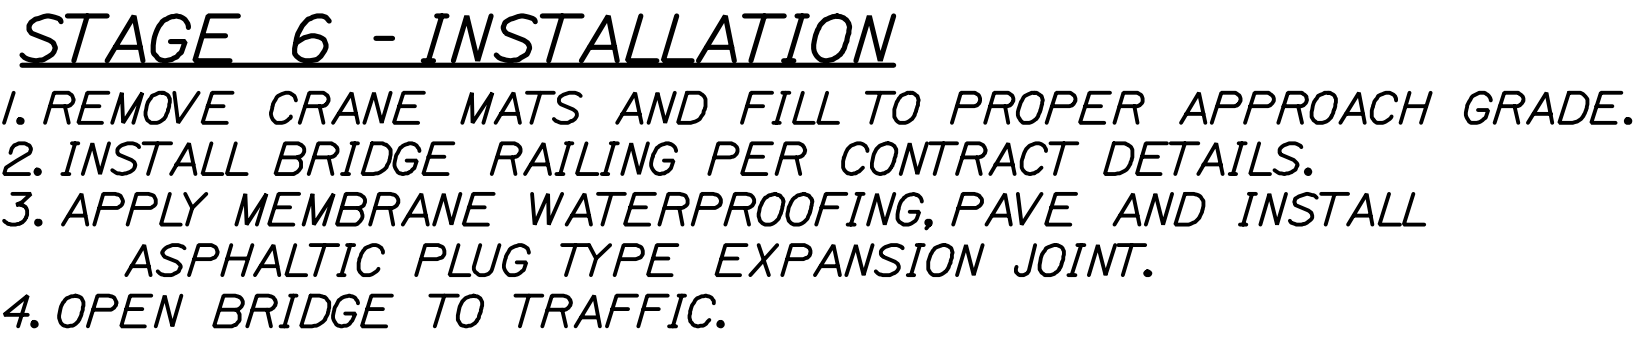 STAGE 6 - INSTALLATION
1. REMOVE CRANE MATS AND FILL TO PROPER APPROACH GRADE.
2. INSTALL BRIDGE RAILING PER CONTRACT DETAILS.
3. APPLY MEMBRANE WATERPROOFING, PAVE AND INSTALL
ASPHALTIC PLUG TYPE EXPANSION JOINT.
4. OPEN BRIDGE TO TRAFFIC.